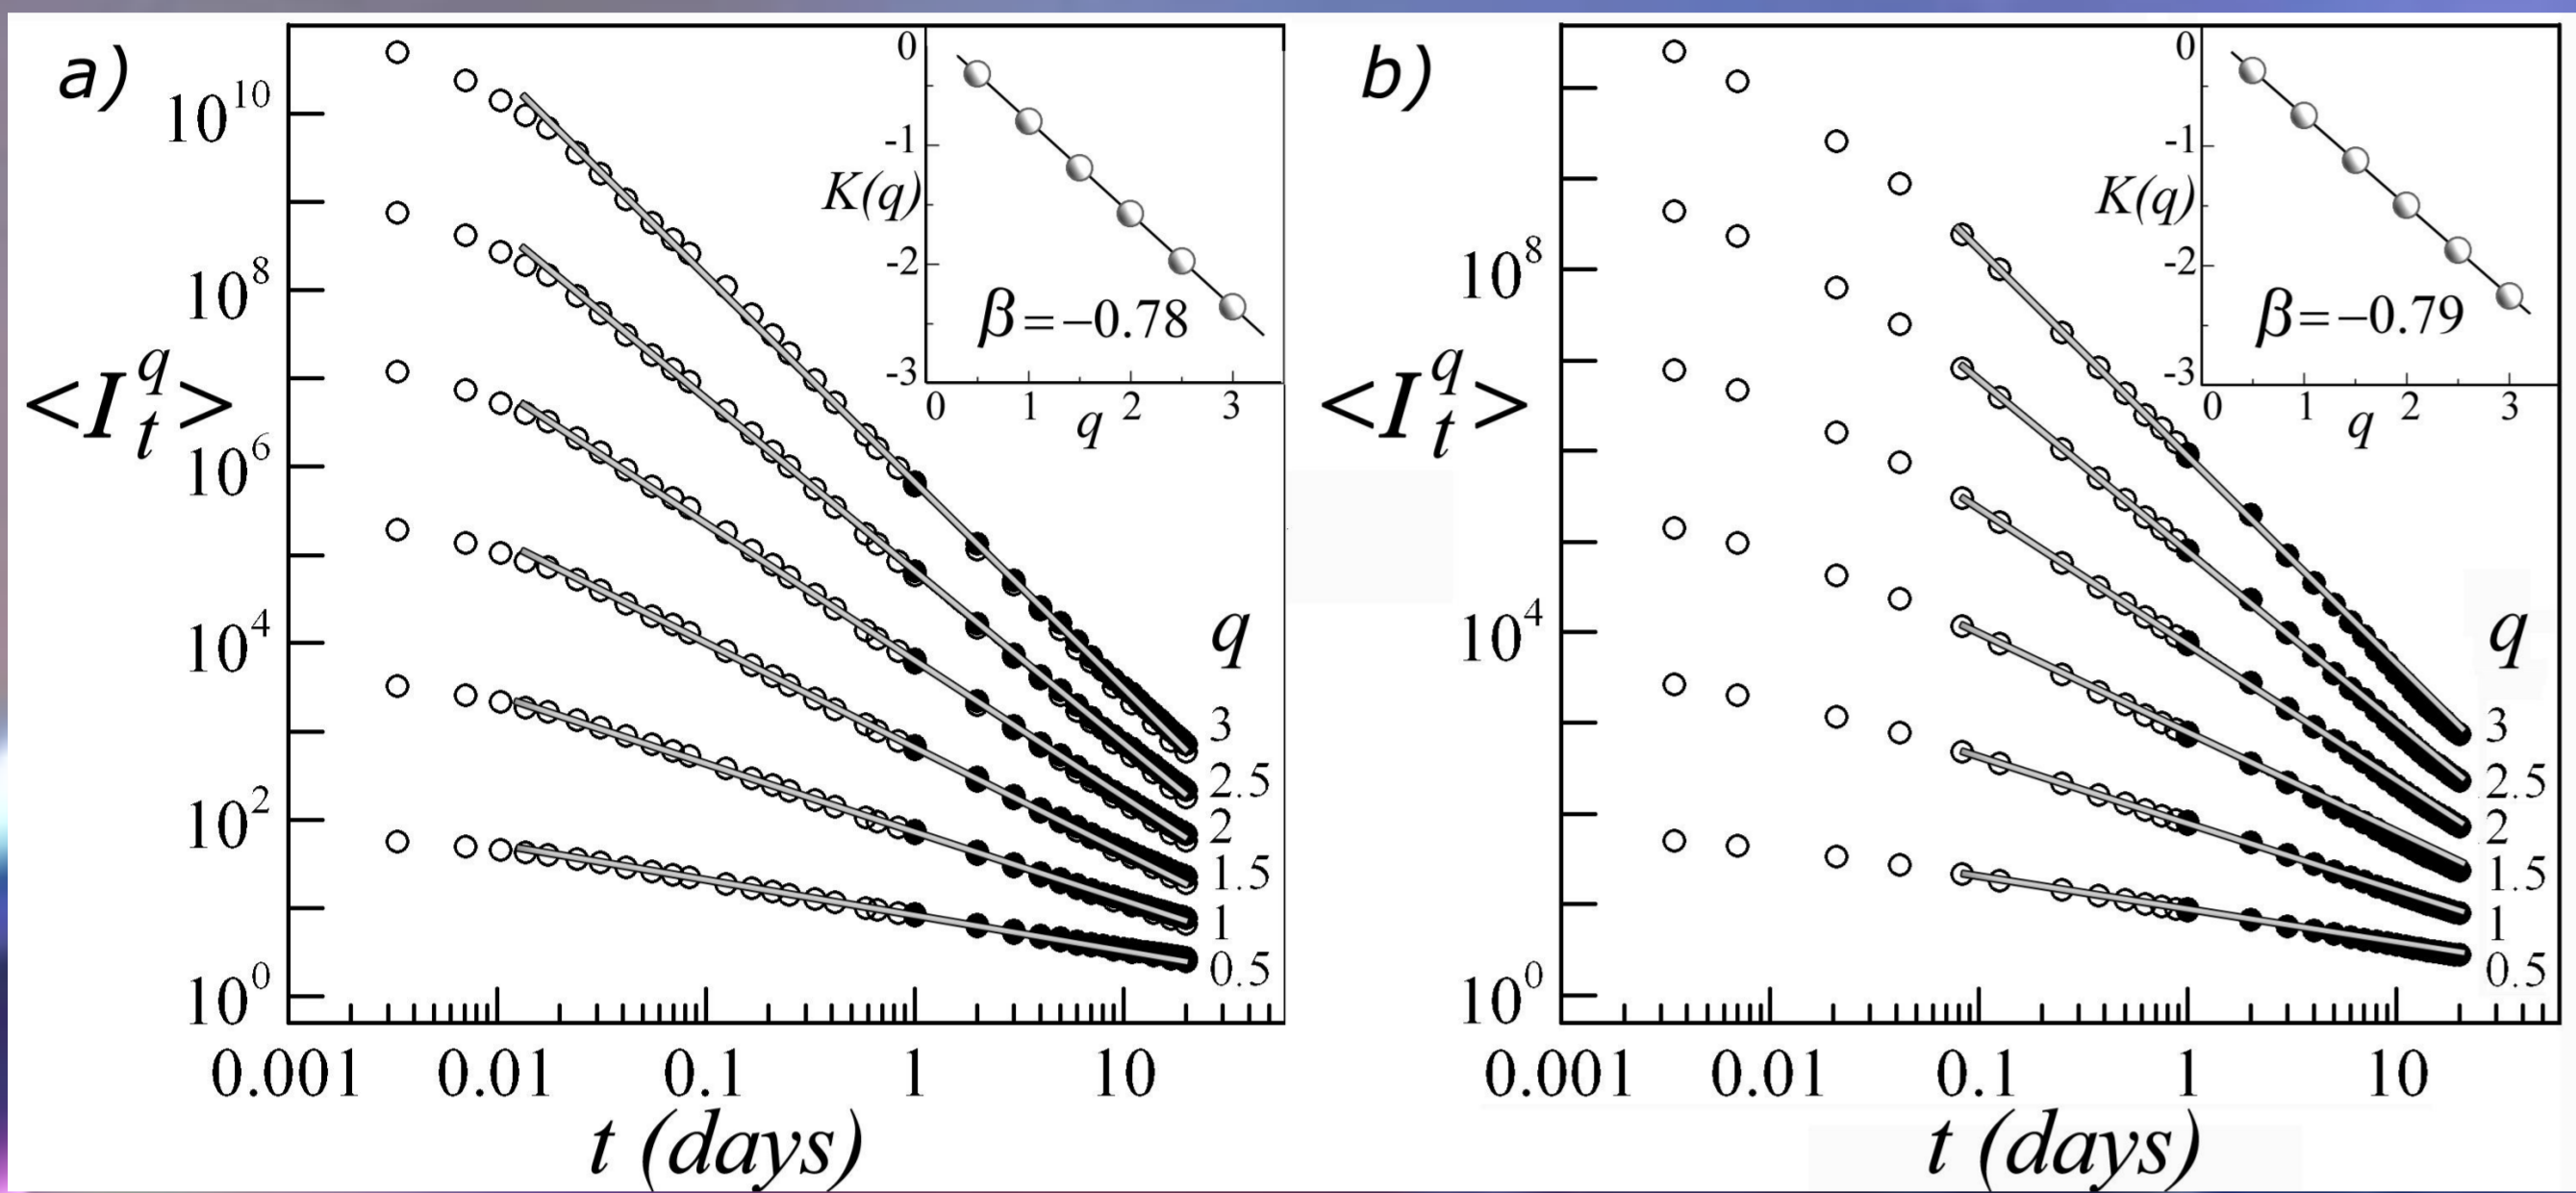 a)
<I_t^q>
10^10
10^8
10^6
10^4
10^2
10^0
0.001 0.01 0.1 1 10
t (days)
K(q)
0
-1
-2
-3
0 1 2 3
q
β=−0.78
q
3
2.5
2
1.5
1
0.5
b)
<I_t^q>
10^8
10^4
10^0
0.001 0.01 0.1 1 10
t (days)
K(q)
0
-1
-2
-3
0 1 2 3
q
β=−0.79
q
3
2.5
2
1.5
1
0.5